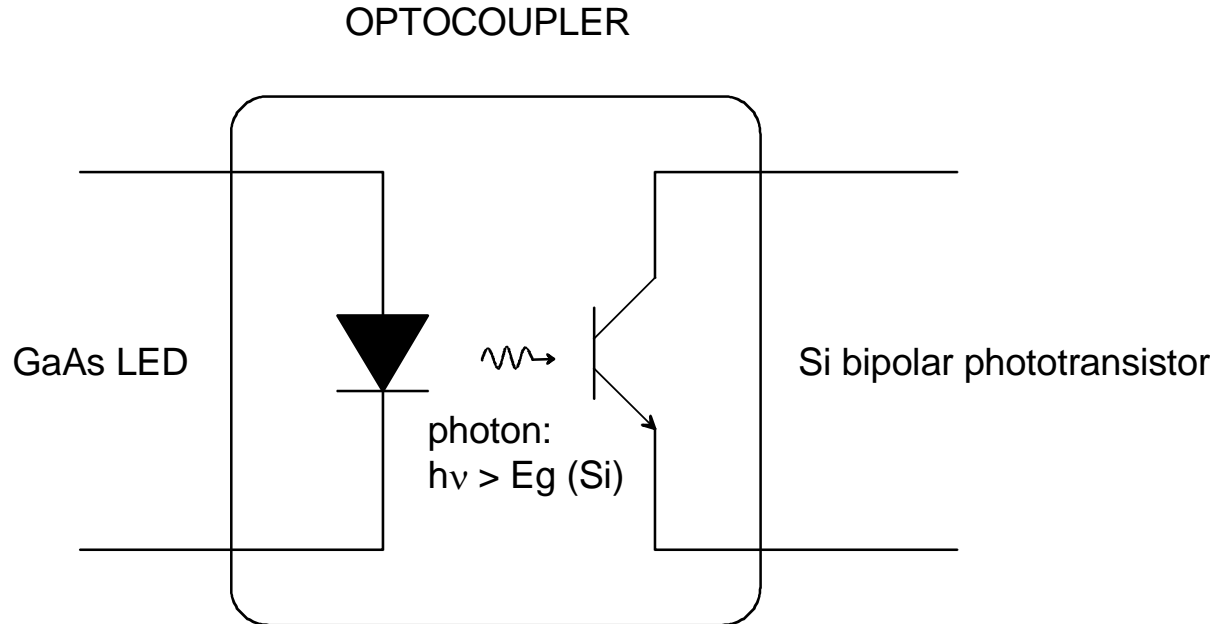 OPTOCOUPLER
GaAs LED
photon:
hν > Eg (Si)
Si bipolar phototransistor